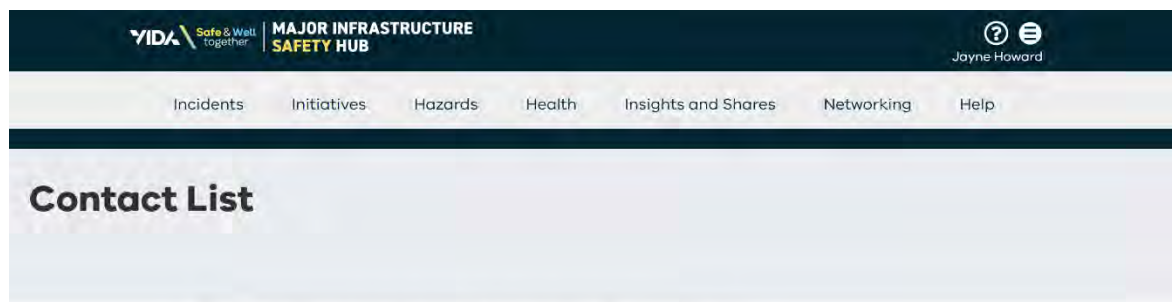 VIDA Safe & Well together MAJOR INFRASTRUCTURE SAFETY HUB
Jayne Howard
Incidents Initiatives Hazards Health Insights and Shares Networking Help
Contact List